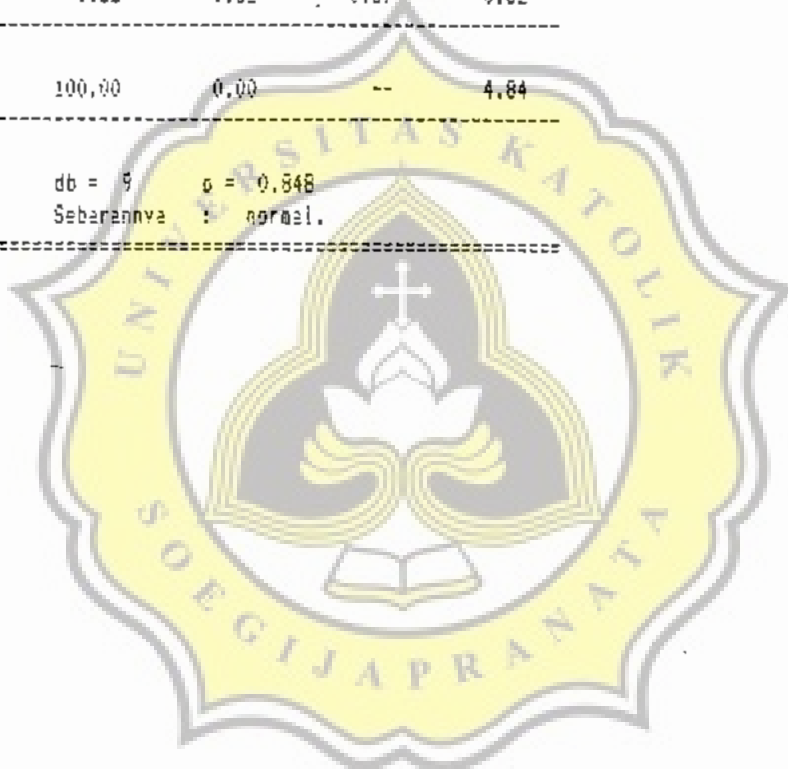 100,00 0,00 -- 4.84
db = 9 p = 0.848
Sebarannya : normal.
UNIVERSITAS KATOLIK
SOEGIJAPRANATA